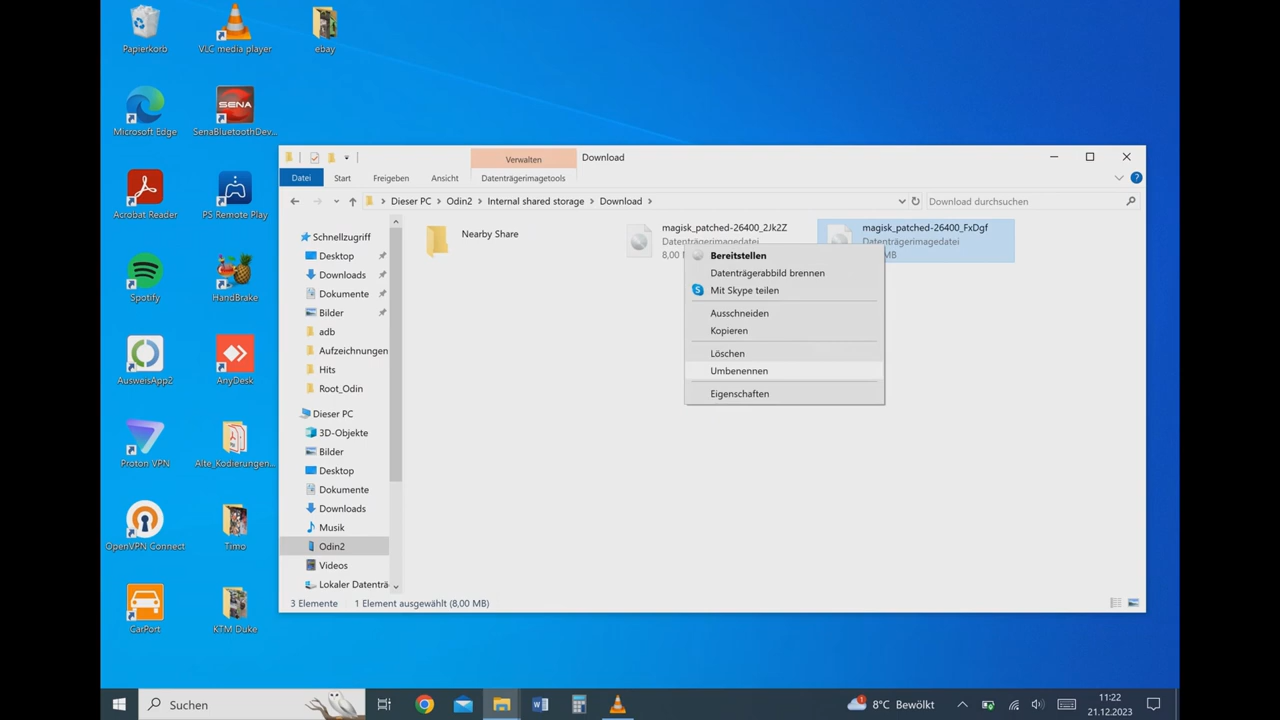 Papierkorb
VLC media player
ebay
Microsoft Edge
SENA
SenaBluetoothDev...
Acrobat Reader
PS Remote Play
Spotify
HandBrake
AusweisApp2
AnyDesk
Proton VPN
Alte_Kodierungen...
OpenVPN Connect
Timo
CarPort
KTM Duke
Verwalten
Download
Datei
Start
Freigeben
Ansicht
Datenträgerimagetools
Dieser PC
Odin2
Internal shared storage
Download
Download durchsuchen
Schnellzugriff
Desktop
Downloads
Dokumente
Bilder
adb
Aufzeichnungen
Hits
Root_Odin
Dieser PC
3D-Objekte
Bilder
Desktop
Dokumente
Downloads
Musik
Odin2
Videos
Lokaler Datenträ
Nearby Share
magisk_patched-26400_2Jk2Z
Datenträgerimagedatei
8,00
magisk_patched-26400_FxDgf
Datenträgerimagedatei
MB
Bereitstellen
Datenträgerabbild brennen
Mit Skype teilen
Ausschneiden
Kopieren
Löschen
Umbenennen
Eigenschaften
3 Elemente
1 Element ausgewählt (8,00 MB)
Suchen
8°C Bewölkt
11:22
21.12.2023